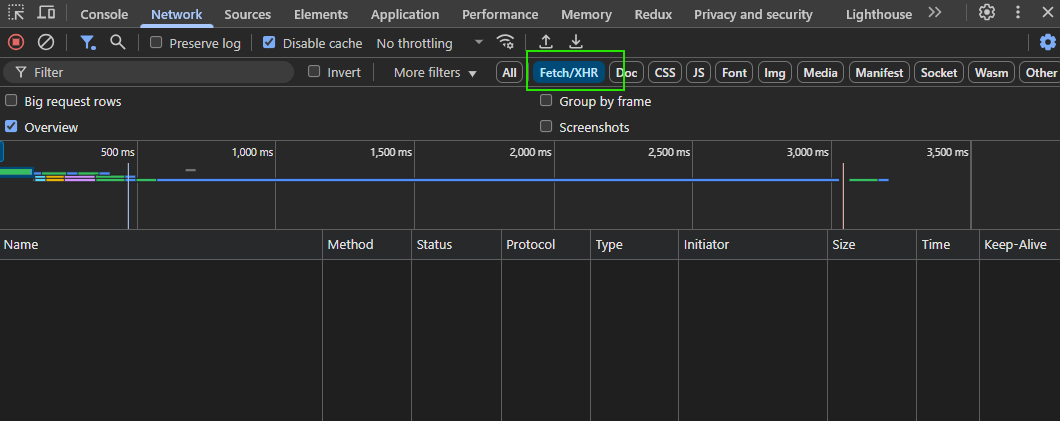 Console Network Sources Elements Application Performance Memory Redux Privacy and security Lighthouse
Preserve log Disable cache No throttling
Filter Invert More filters All Fetch/XHR Doc CSS JS Font Img Media Manifest Socket Wasm Other
Big request rows Group by frame
Overview Screenshots
500 ms 1,000 ms 1,500 ms 2,000 ms 2,500 ms 3,000 ms 3,500 ms
Name Method Status Protocol Type Initiator Size Time Keep-Alive